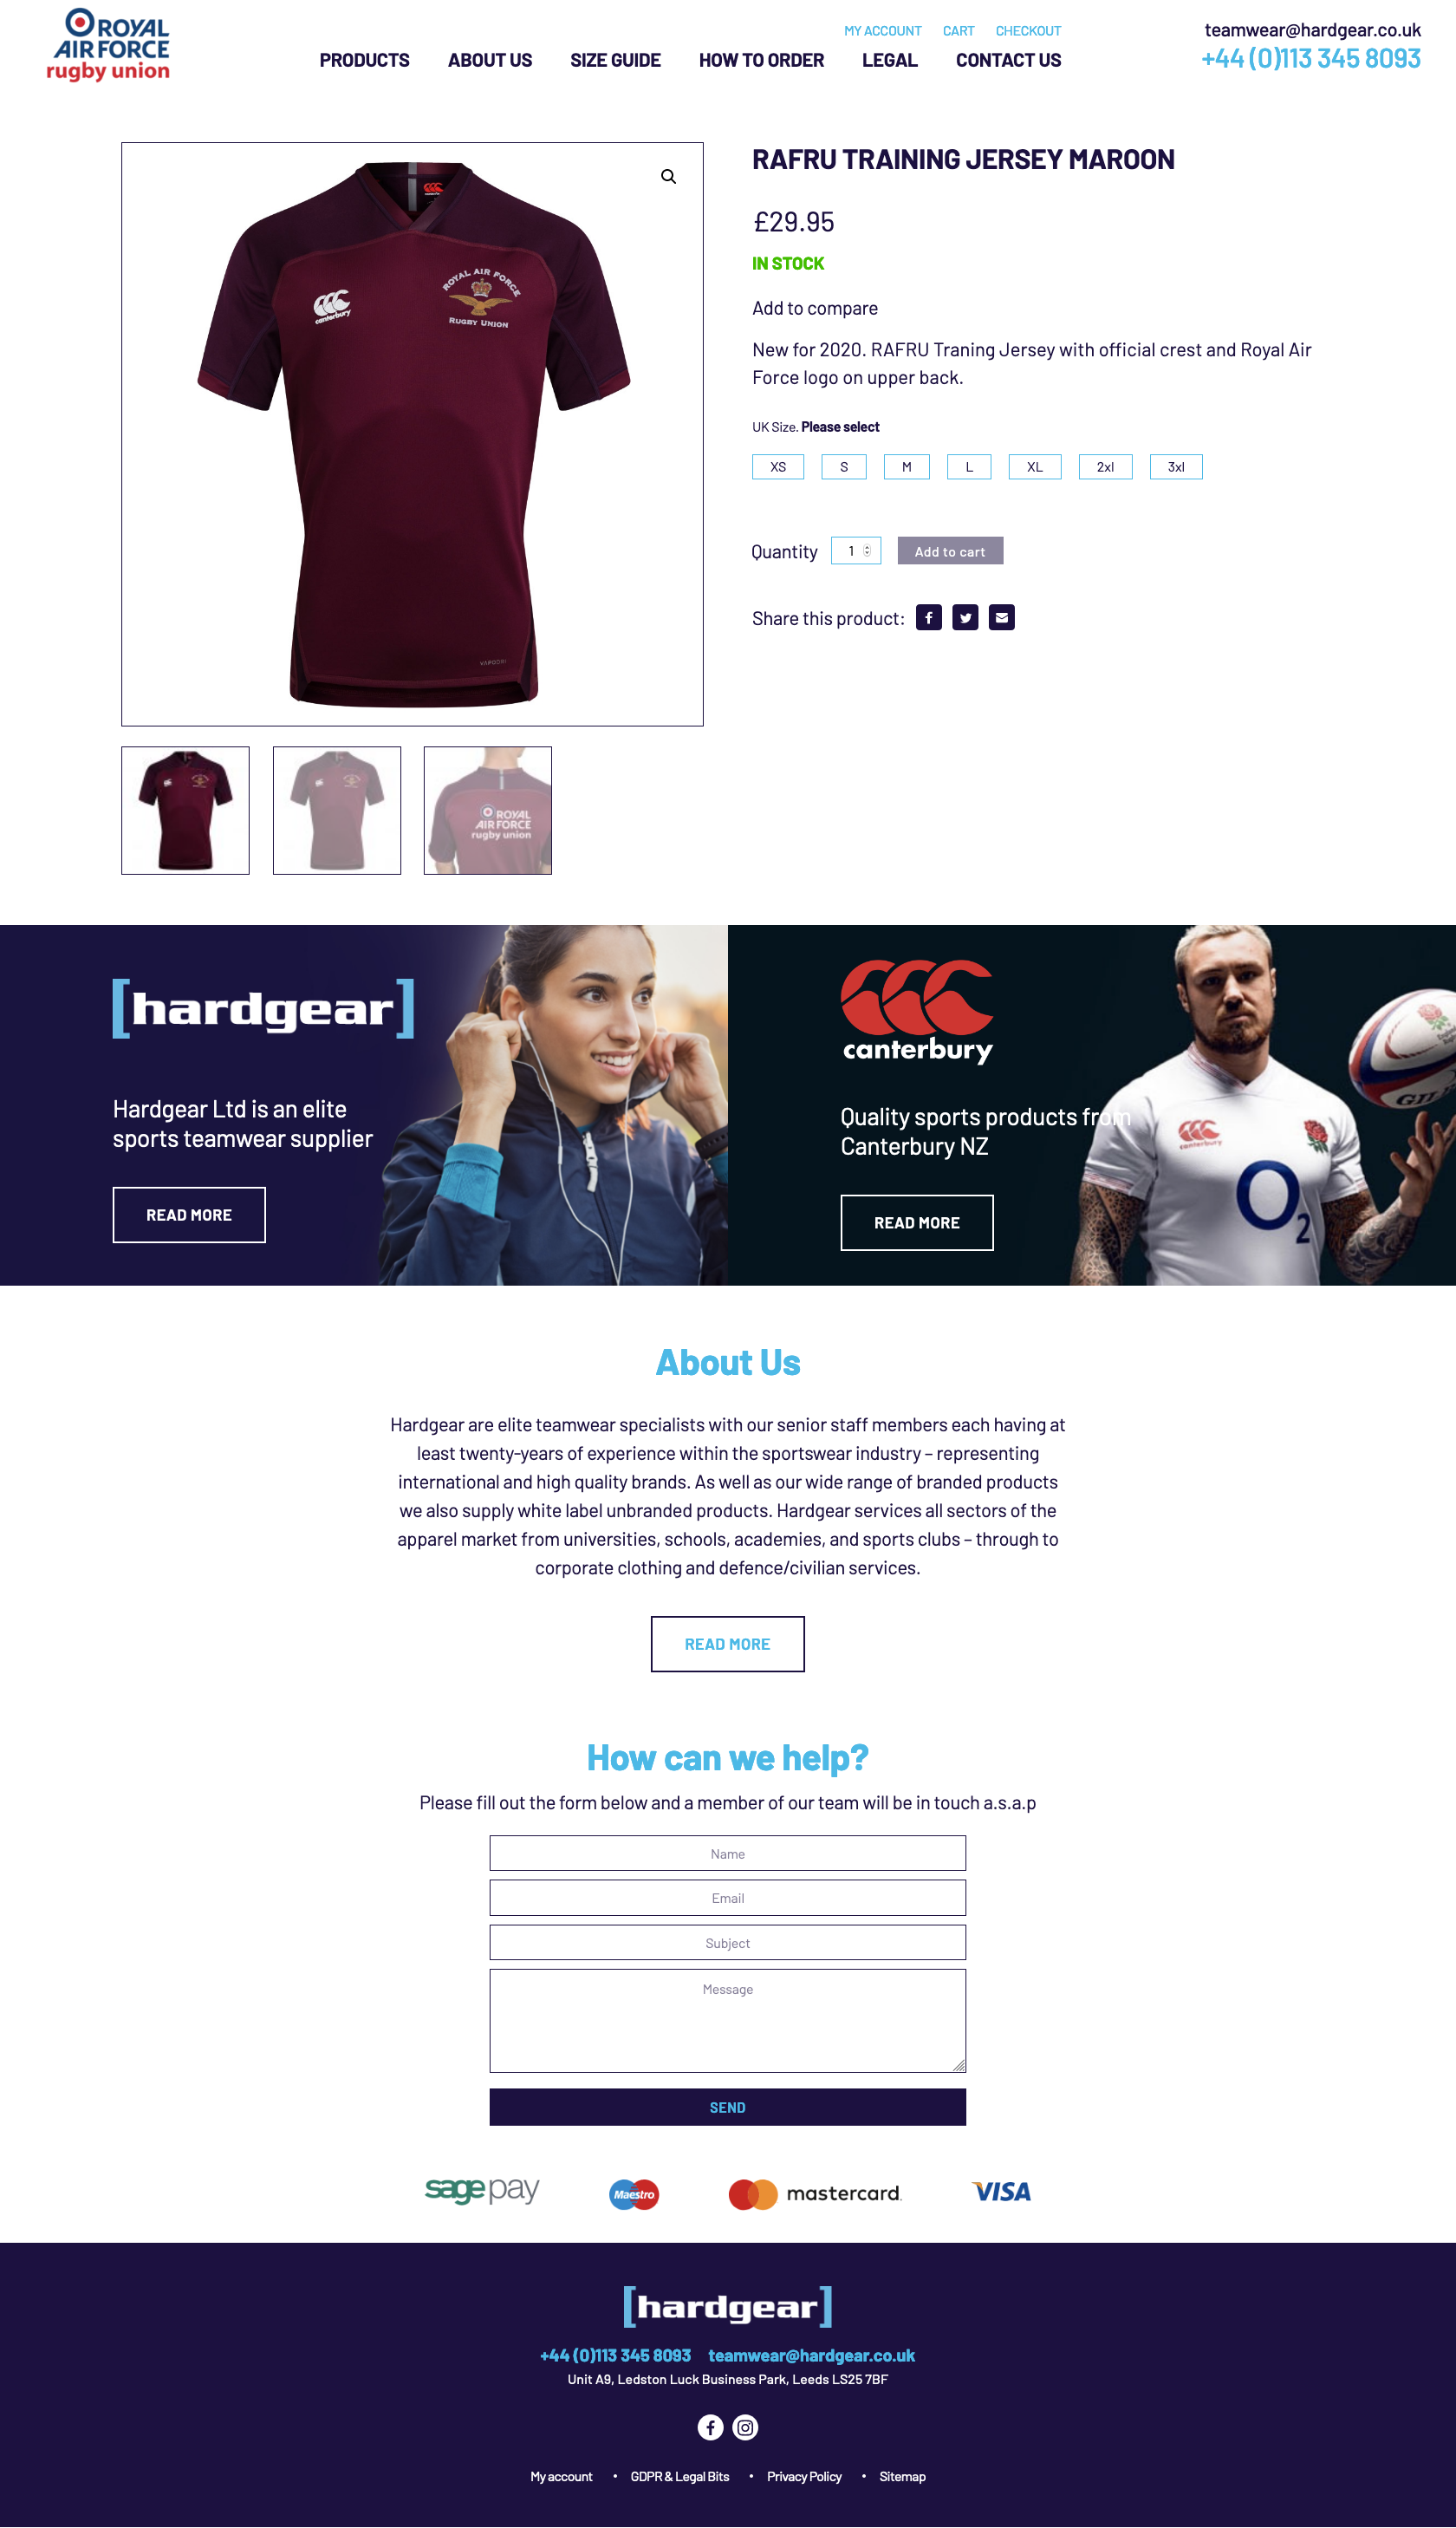 ROYAL
AIR FORCE
rugby union
MY ACCOUNT CART CHECKOUT
PRODUCTS ABOUT US SIZE GUIDE HOW TO ORDER LEGAL CONTACT US
teamwear@hardgear.co.uk
+44 (0)113 345 8093
canterbury
ROYAL AIR FORCE
RUGBY UNION
VAPODRI
RAFRU TRAINING JERSEY MAROON
£29.95
IN STOCK
Add to compare
New for 2020. RAFRU Traning Jersey with official crest and Royal Air
Force logo on upper back.
UK Size. Please select
XS S M L XL 2xl 3xl
Quantity 1 Add to cart
Share this product:
ROYAL
AIR FORCE
rugby union
[hardgear]
Hardgear Ltd is an elite
sports teamwear supplier
READ MORE
canterbury
Quality sports products from
Canterbury NZ
READ MORE
canterbury
O2
England
Rugby
GIL
About Us
Hardgear are elite teamwear specialists with our senior staff members each having at
least twenty-years of experience within the sportswear industry – representing
international and high quality brands. As well as our wide range of branded products
we also supply white label unbranded products. Hardgear services all sectors of the
apparel market from universities, schools, academies, and sports clubs – through to
corporate clothing and defence/civilian services.
READ MORE
How can we help?
Please fill out the form below and a member of our team will be in touch a.s.a.p
Name
Email
Subject
Message
SEND
sage pay Maestro mastercard. VISA
[hardgear]
+44 (0)113 345 8093 teamwear@hardgear.co.uk
Unit A9, Ledston Luck Business Park, Leeds LS25 7BF
My account • GDPR & Legal Bits • Privacy Policy • Sitemap